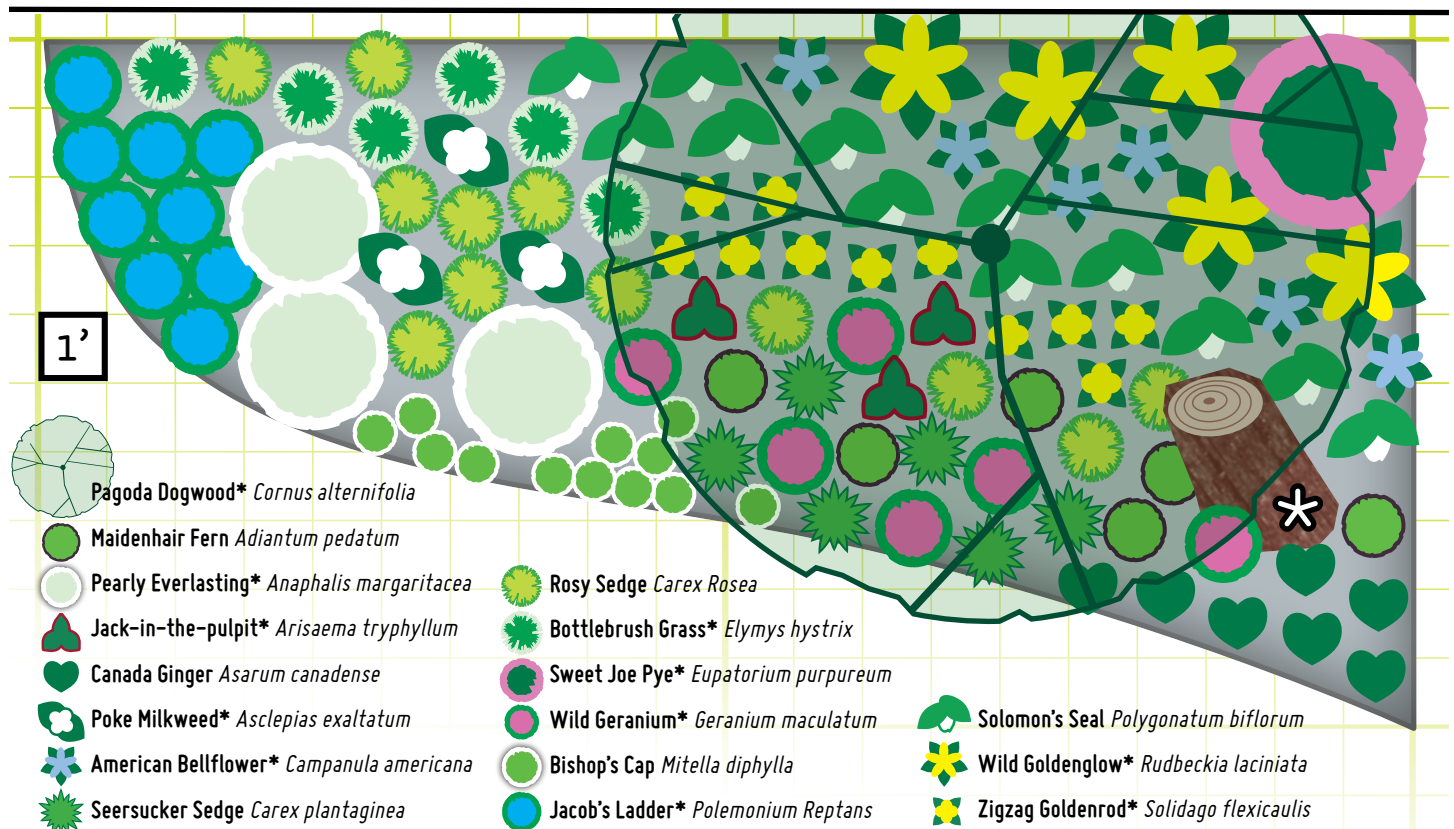 1’
*
Pagoda Dogwood* Cornus alternifolia
Maidenhair Fern Adiantum pedatum
Pearly Everlasting* Anaphalis margaritacea
Jack-in-the-pulpit* Arisaema tryphyllum
Canada Ginger Asarum canadense
Poke Milkweed* Asclepias exaltatum
American Bellflower* Campanula americana
Seersucker Sedge Carex plantaginea
Rosy Sedge Carex Rosea
Bottlebrush Grass* Elymys hystrix
Sweet Joe Pye* Eupatorium purpureum
Wild Geranium* Geranium maculatum
Bishop's Cap Mitella diphylla
Jacob's Ladder* Polemonium Reptans
Solomon's Seal Polygonatum biflorum
Wild Goldenglow* Rudbeckia laciniata
Zigzag Goldenrod* Solidago flexicaulis